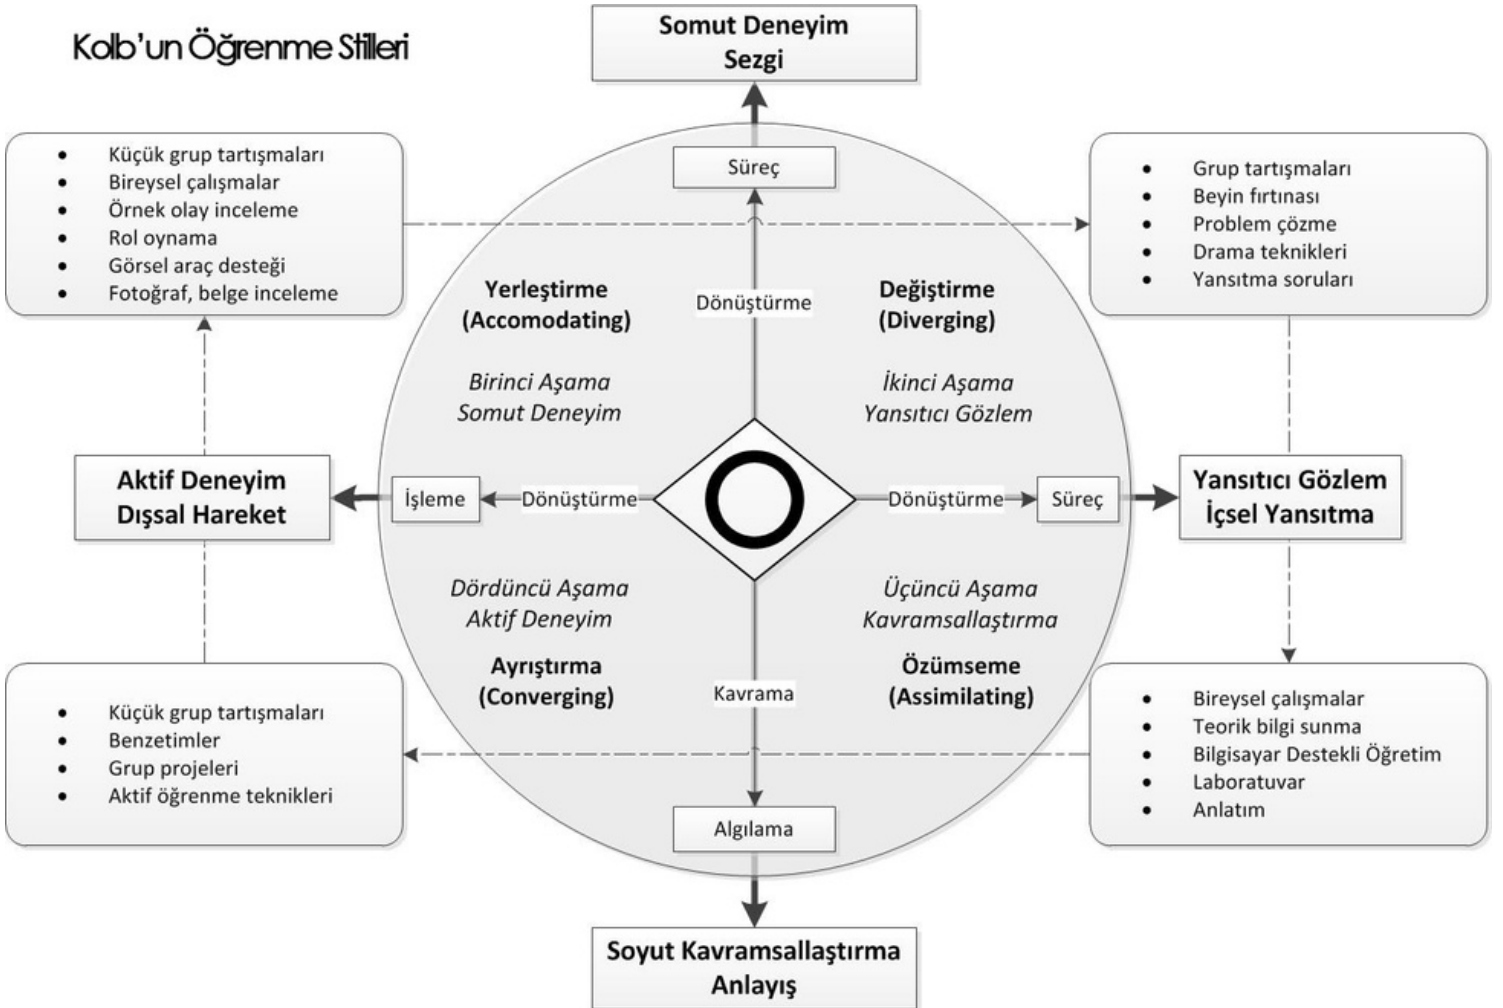 Kolb'un Öğrenme Stilleri
Somut Deneyim
Sezgi
• Küçük grup tartışmaları
• Bireysel çalışmalar
• Örnek olay inceleme
• Rol oynama
• Görsel araç desteği
• Fotoğraf, belge inceleme
Süreç
• Grup tartışmaları
• Beyin fırtınası
• Problem çözme
• Drama teknikleri
• Yansıtma soruları
Yerleştirme
(Accomodating)
Dönüştürme
Değiştirme
(Diverging)
Birinci Aşama
Somut Deneyim
İkinci Aşama
Yansıtıcı Gözlem
Aktif Deneyim
Dışsal Hareket
İşleme
Dönüştürme
Dönüştürme
Süreç
Yansıtıcı Gözlem
İçsel Yansıtma
Dördüncü Aşama
Aktif Deneyim
Üçüncü Aşama
Kavramsallaştırma
Ayrıştırma
(Converging)
Kavrama
Özümseme
(Assimilating)
• Küçük grup tartışmaları
• Benzetimler
• Grup projeleri
• Aktif öğrenme teknikleri
• Bireysel çalışmalar
• Teorik bilgi sunma
• Bilgisayar Destekli Öğretim
• Laboratuvar
• Anlatım
Algılama
Soyut Kavramsallaştırma
Anlayış